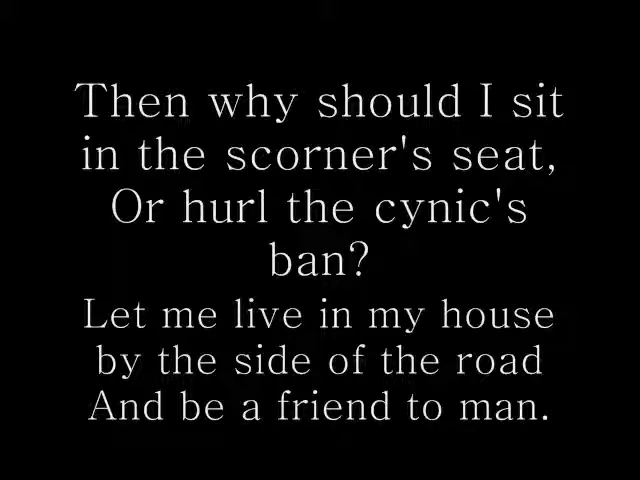 Then why should I sit
in the scorner's seat,
Or hurl the cynic's
ban?
Let me live in my house
by the side of the road
And be a friend to man.